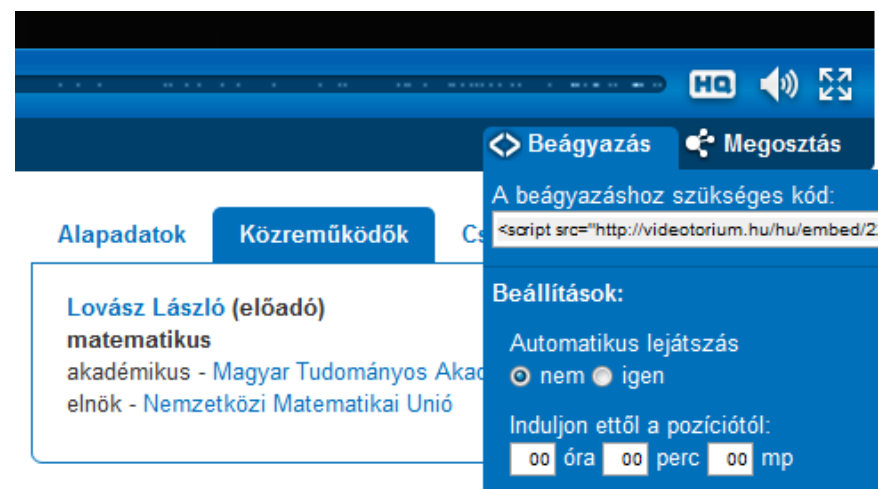 HQ
Beágyazás Megosztás
A beágyazáshoz szükséges kód:
<script src="http://videotorium.hu/hu/embed/2
Alapadatok Közreműködők
Lovász László (előadó)
matematikus
akadémikus - Magyar Tudományos
elnök - Nemzetközi Matematikai Unió
Beállítások:
Automatikus lejátszás
nem igen
Induljon ettől a pozíciótól:
00 óra 00 perc 00 mp